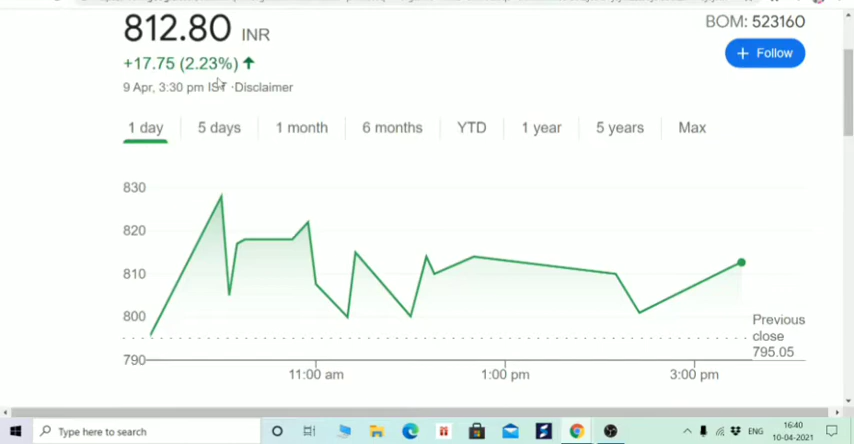 812.80 INR
BOM: 523160
+17.75 (2.23%)
+ Follow
9 Apr, 3:30 pm IST ·Disclaimer
1 day 5 days 1 month 6 months YTD 1 year 5 years Max
830
820
810
800
790
Previous
close
795.05
11:00 am 1:00 pm 3:00 pm
Type here to search
ENG
16:40
10-04-2021